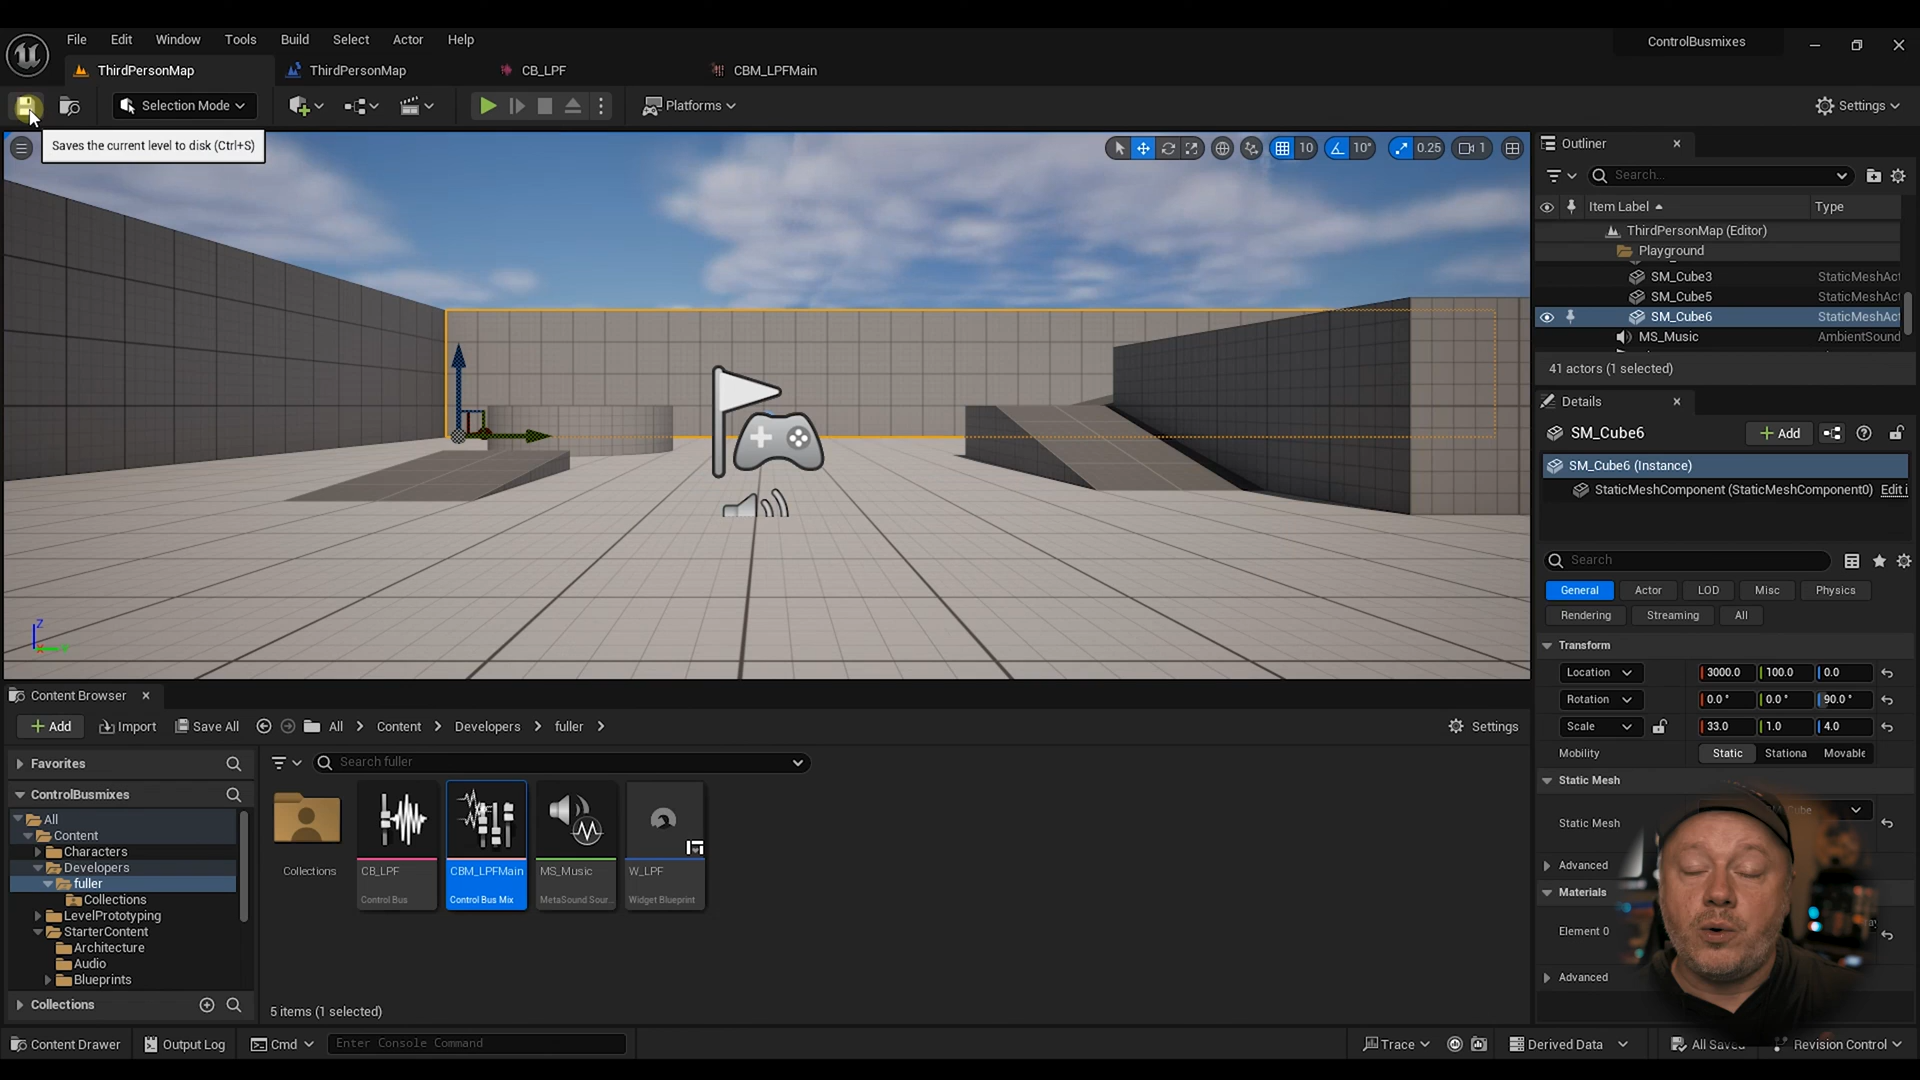 File Edit Window Tools Build Select Actor Help
ControlBusmixes
ThirdPersonMap
ThirdPersonMap
CB_LPF
CBM_LPFMain
Selection Mode
Platforms
Settings
Saves the current level to disk (Ctrl+S)
10
10°
0.25
1
Outliner
Search...
Item Label
Type
ThirdPersonMap (Editor)
Playground
SM_Cube3 StaticMeshAct
SM_Cube5 StaticMeshAct
SM_Cube6 StaticMeshAct
MS_Music AmbientSound
41 actors (1 selected)
Details
SM_Cube6
Add
SM_Cube6 (Instance)
StaticMeshComponent (StaticMeshComponent0) Edit i
Search
General Actor LOD Misc Physics
Rendering Streaming All
Transform
Location 3000.0 100.0 0.0
Rotation 0.0° 0.0° 90.0°
Scale 33.0 1.0 4.0
Mobility Static Stationa Movable
Static Mesh
Static Mesh
Advanced
Materials
Element 0
Advanced
Z
Content Browser
Add Import Save All All Content Developers fuller
Settings
Favorites
Search fuller
ControlBusmixes
All
Content
Characters
Developers
fuller
Collections
LevelPrototyping
StarterContent
Architecture
Audio
Blueprints
Collections
Collections
CB_LPF
Control Bus
CBM_LPFMain
Control Bus Mix
MS_Music
MetaSound Sour...
W_LPF
Widget Blueprint
5 items (1 selected)
Content Drawer Output Log Cmd Enter Console Command
Trace Derived Data All Saved Revision Control